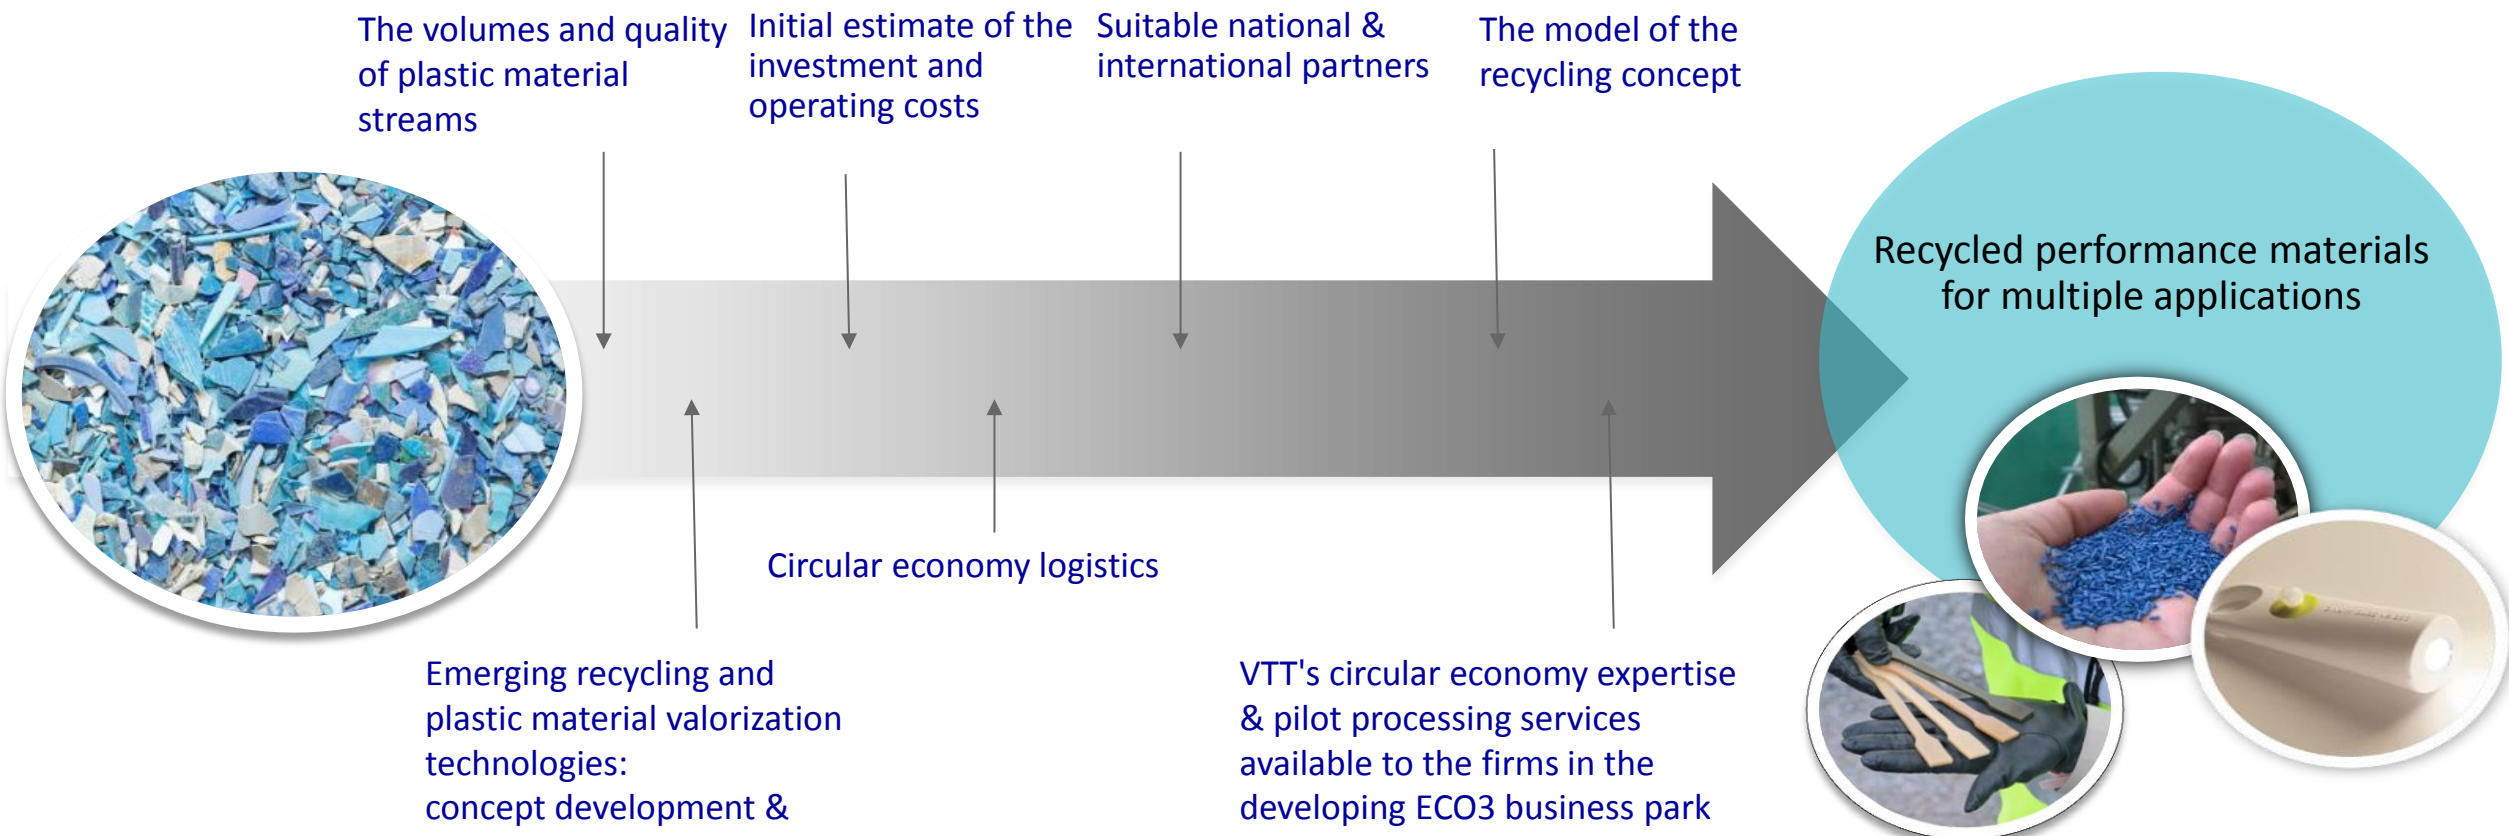 The volumes and quality
of plastic material
streams
Initial estimate of the
investment and
operating costs
Suitable national &
international partners
The model of the
recycling concept
Recycled performance materials
for multiple applications
Circular economy logistics
Emerging recycling and
plastic material valorization
technologies:
concept development &
VTT's circular economy expertise
& pilot processing services
available to the firms in the
developing ECO3 business park